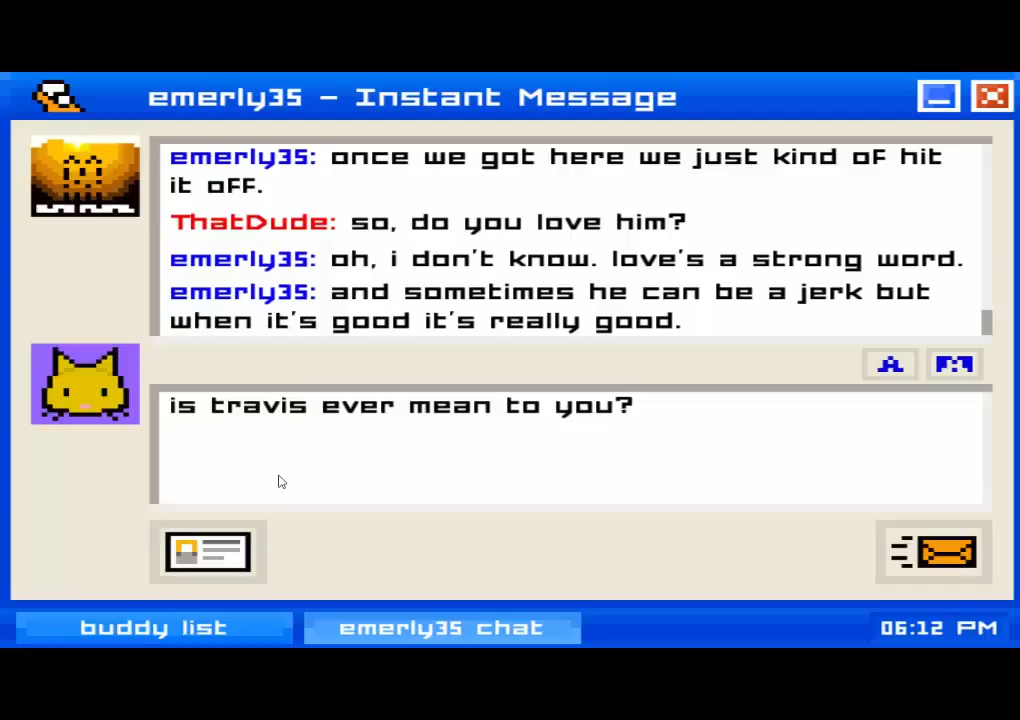 emerly35 - Instant Message
emerly35: once we got here we just kind of hit
it off.
ThatDude: so, do you love him?
emerly35: oh, i don't know. love's a strong word.
emerly35: and sometimes he can be a jerk but
when it's good it's really good.
is travis ever mean to you?
buddy list
emerly35 chat
06:12 PM